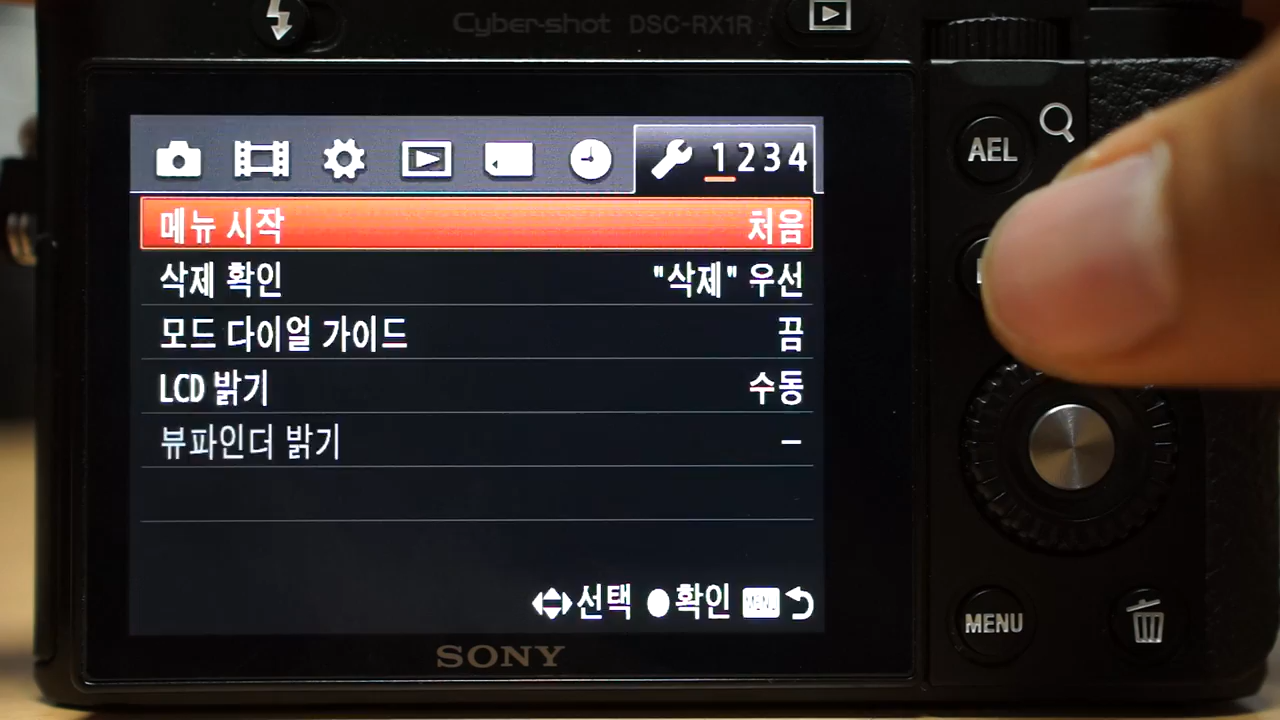 Cyber-shot DSC-RX1R
1234
AEL
메뉴 시작 처음
삭제 확인 "삭제" 우선
모드 다이얼 가이드 끔
LCD 밝기 수동
뷰파인더 밝기 –
선택 확인 MENU
MENU
SONY